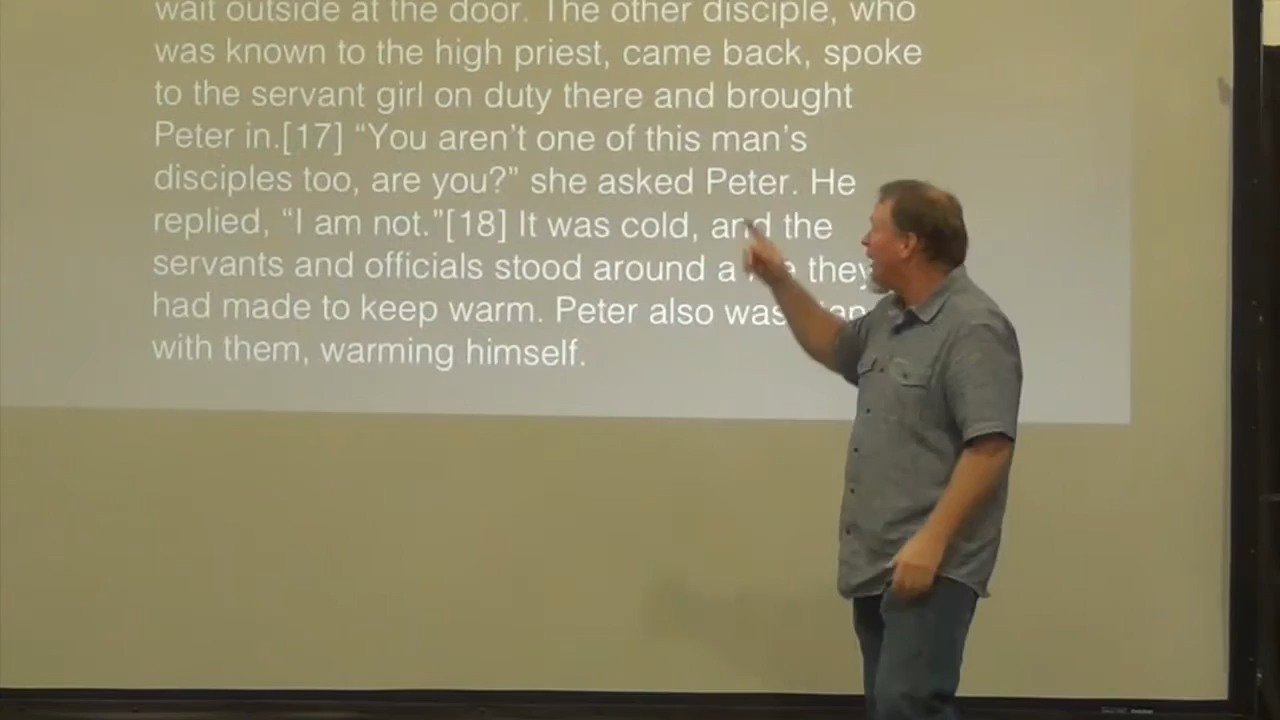 wait outside at the door. The other disciple, who
was known to the high priest, came back, spoke
to the servant girl on duty there and brought
Peter in.[17] “You aren’t one of this man’s
disciples too, are you?” she asked Peter. He
replied, “I am not.”[18] It was cold, and the
servants and officials stood around a they
had made to keep warm. Peter also was
with them, warming himself.